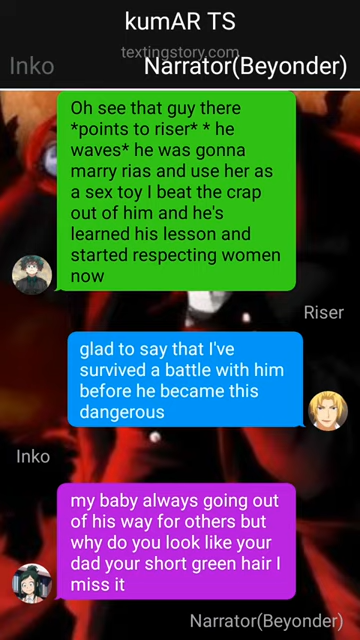 kumAR TS
textingstory.com
Inko
Narrator(Beyonder)
Oh see that guy there
*points to riser* * he
waves* he was gonna
marry rias and use her as
a sex toy I beat the crap
out of him and he's
learned his lesson and
started respecting women
now
Riser
glad to say that I've
survived a battle with him
before he became this
dangerous
Inko
my baby always going out
of his way for others but
why do you look like your
dad your short green hair I
miss it
Narrator(Beyonder)